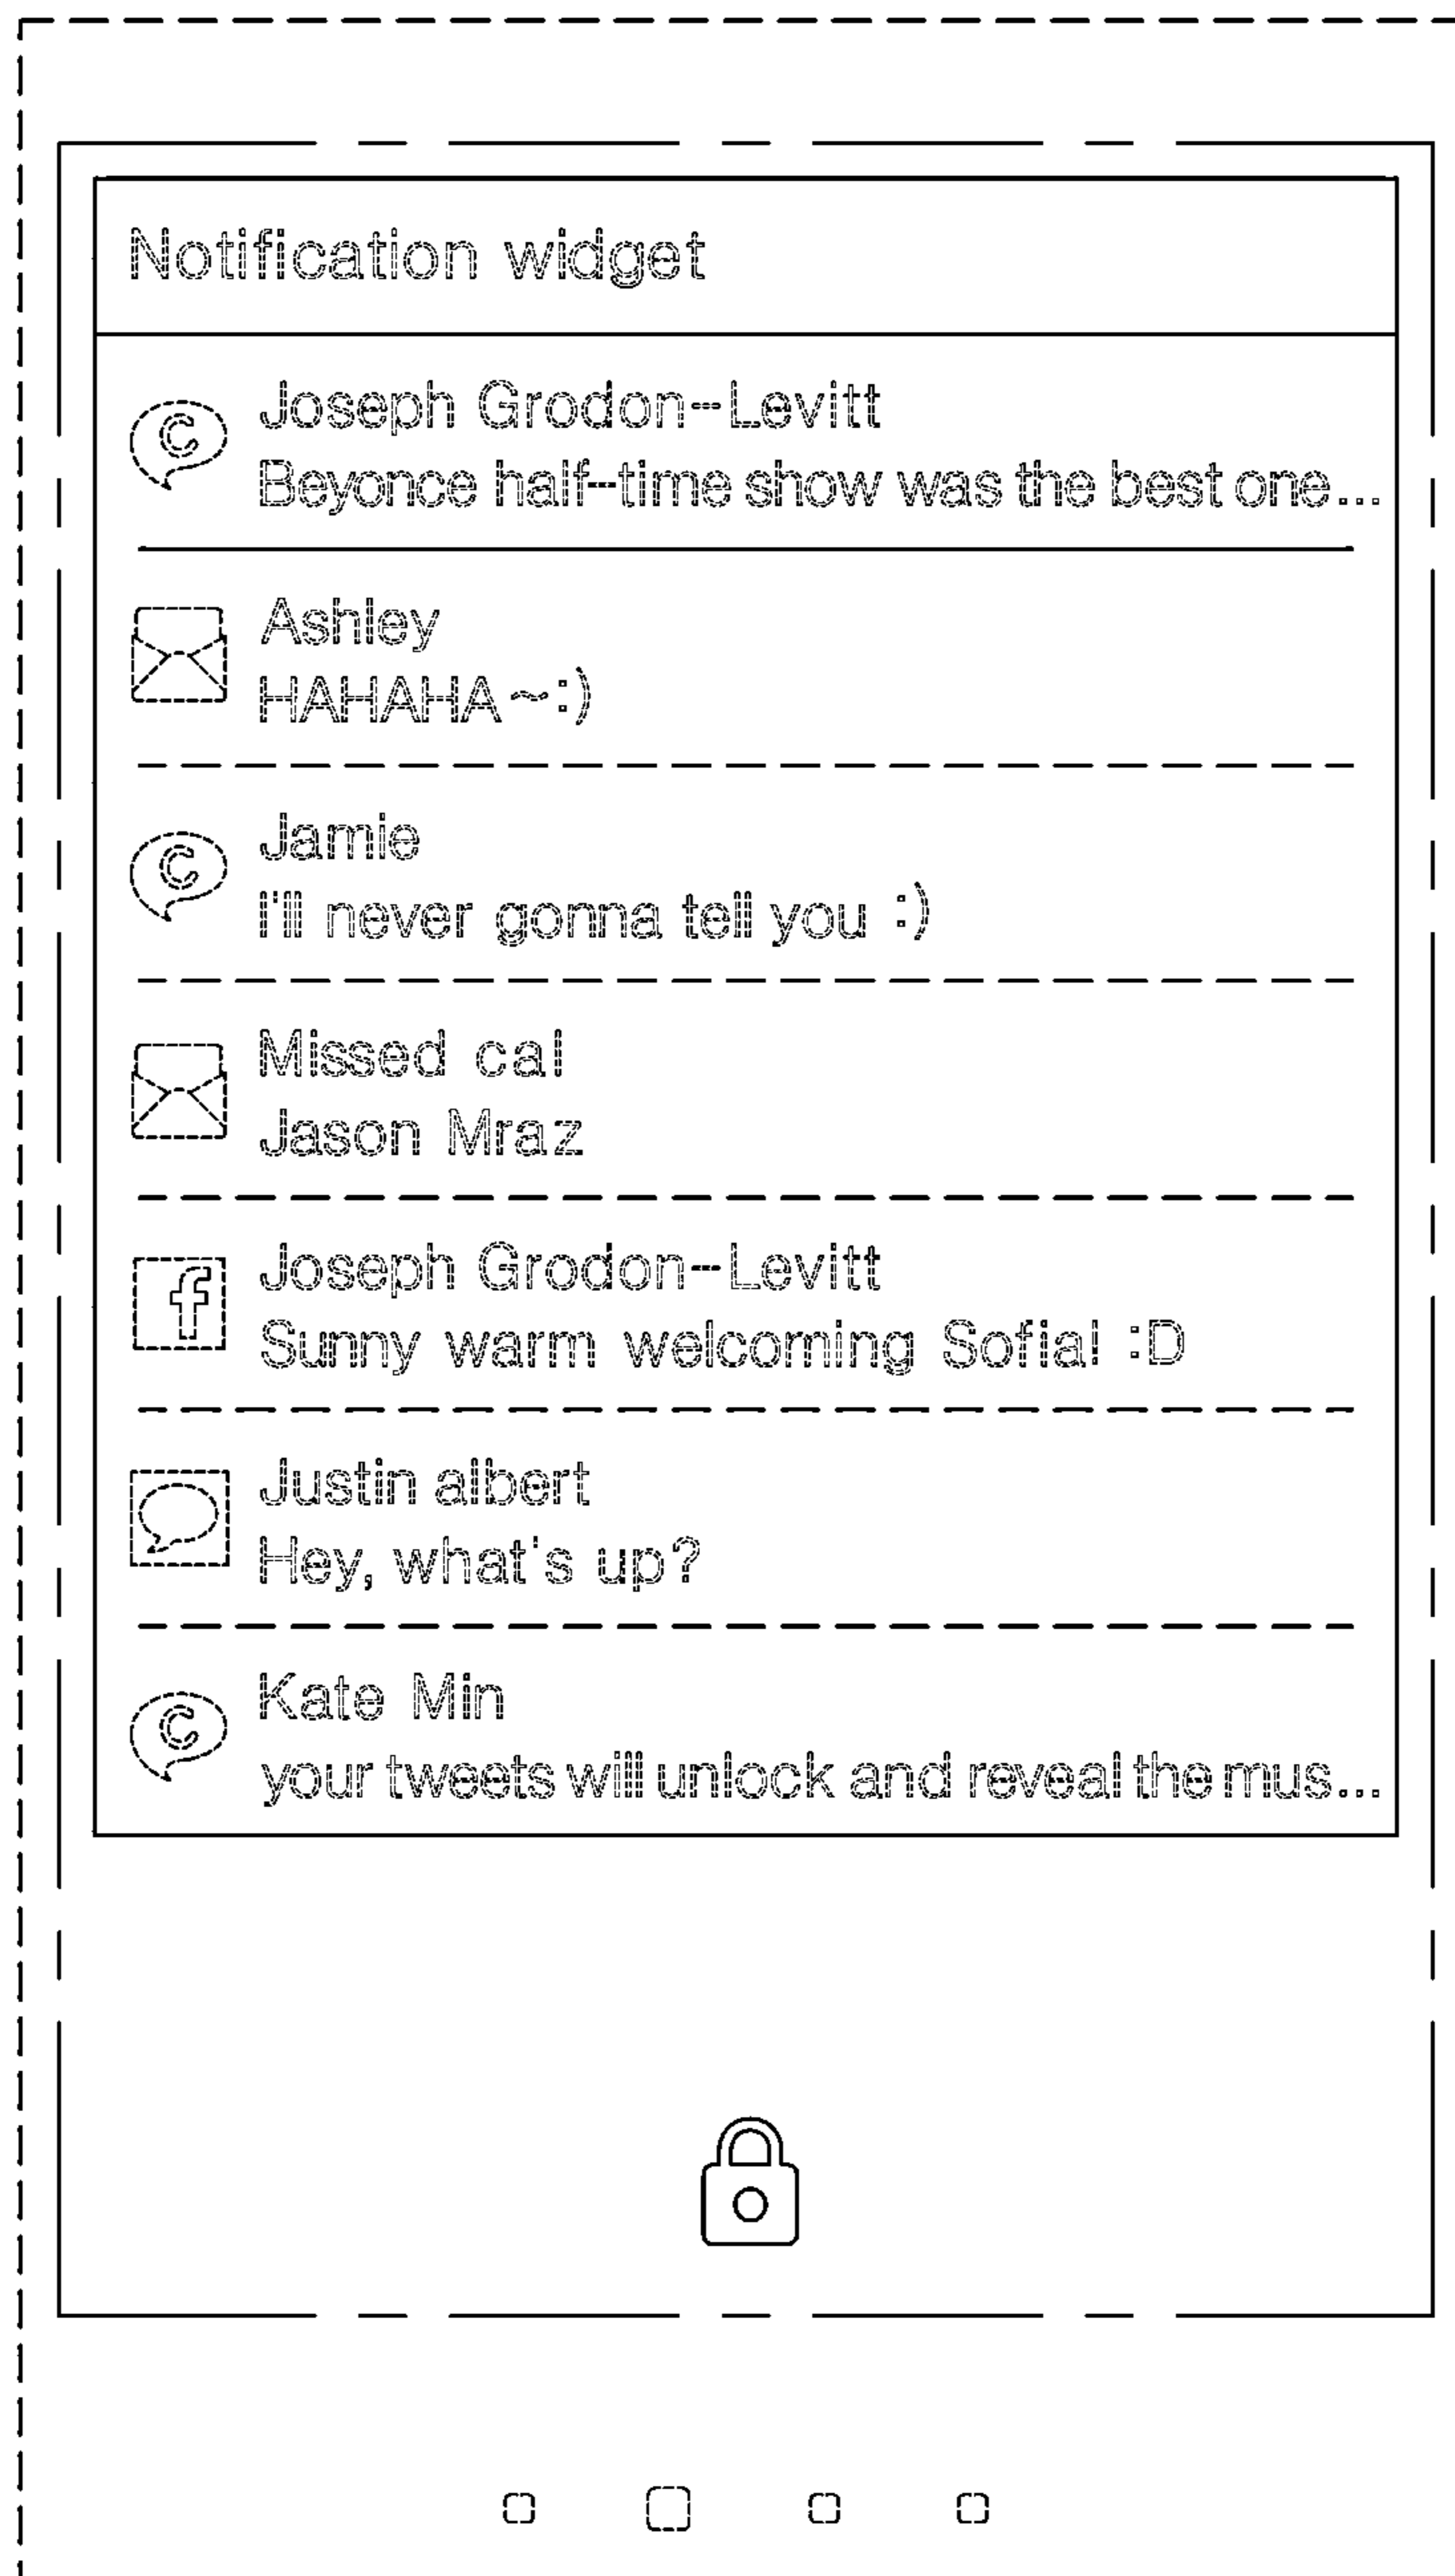 Notification widget
C
Joseph Grodon-Levitt
Beyonce half-time show was the best one...
Ashley
HAHAHA~:)
C
Jamie
I'll never gonna tell you :)
Missed cal
Jason Mraz
f
Joseph Grodon-Levitt
Sunny warm welcoming Sofia! :D
Justin albert
Hey, what's up?
C
Kate Min
your tweets will unlock and reveal the mus...